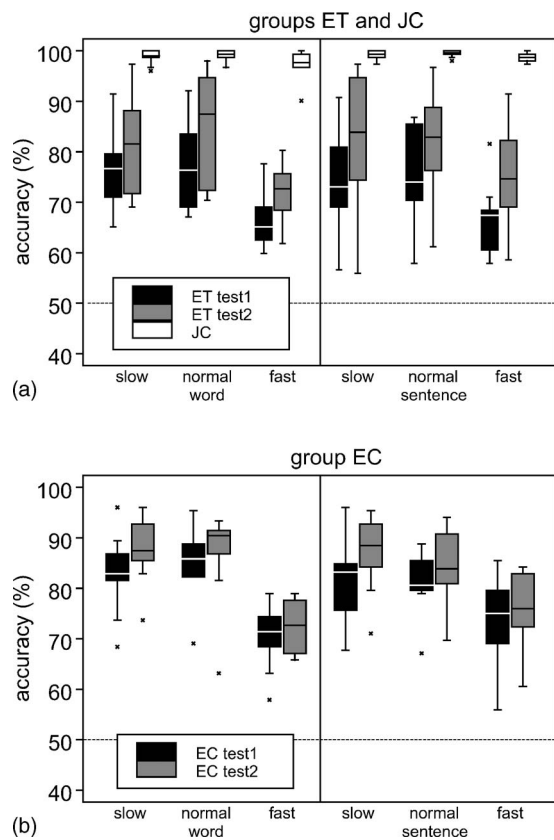 groups ET and JC
accuracy (%)
100
90
80
70
60
50
40
ET test1
ET test2
JC
slow normal fast slow normal fast
word sentence
(a)
group EC
accuracy (%)
100
90
80
70
60
50
40
EC test1
EC test2
slow normal fast slow normal fast
word sentence
(b)